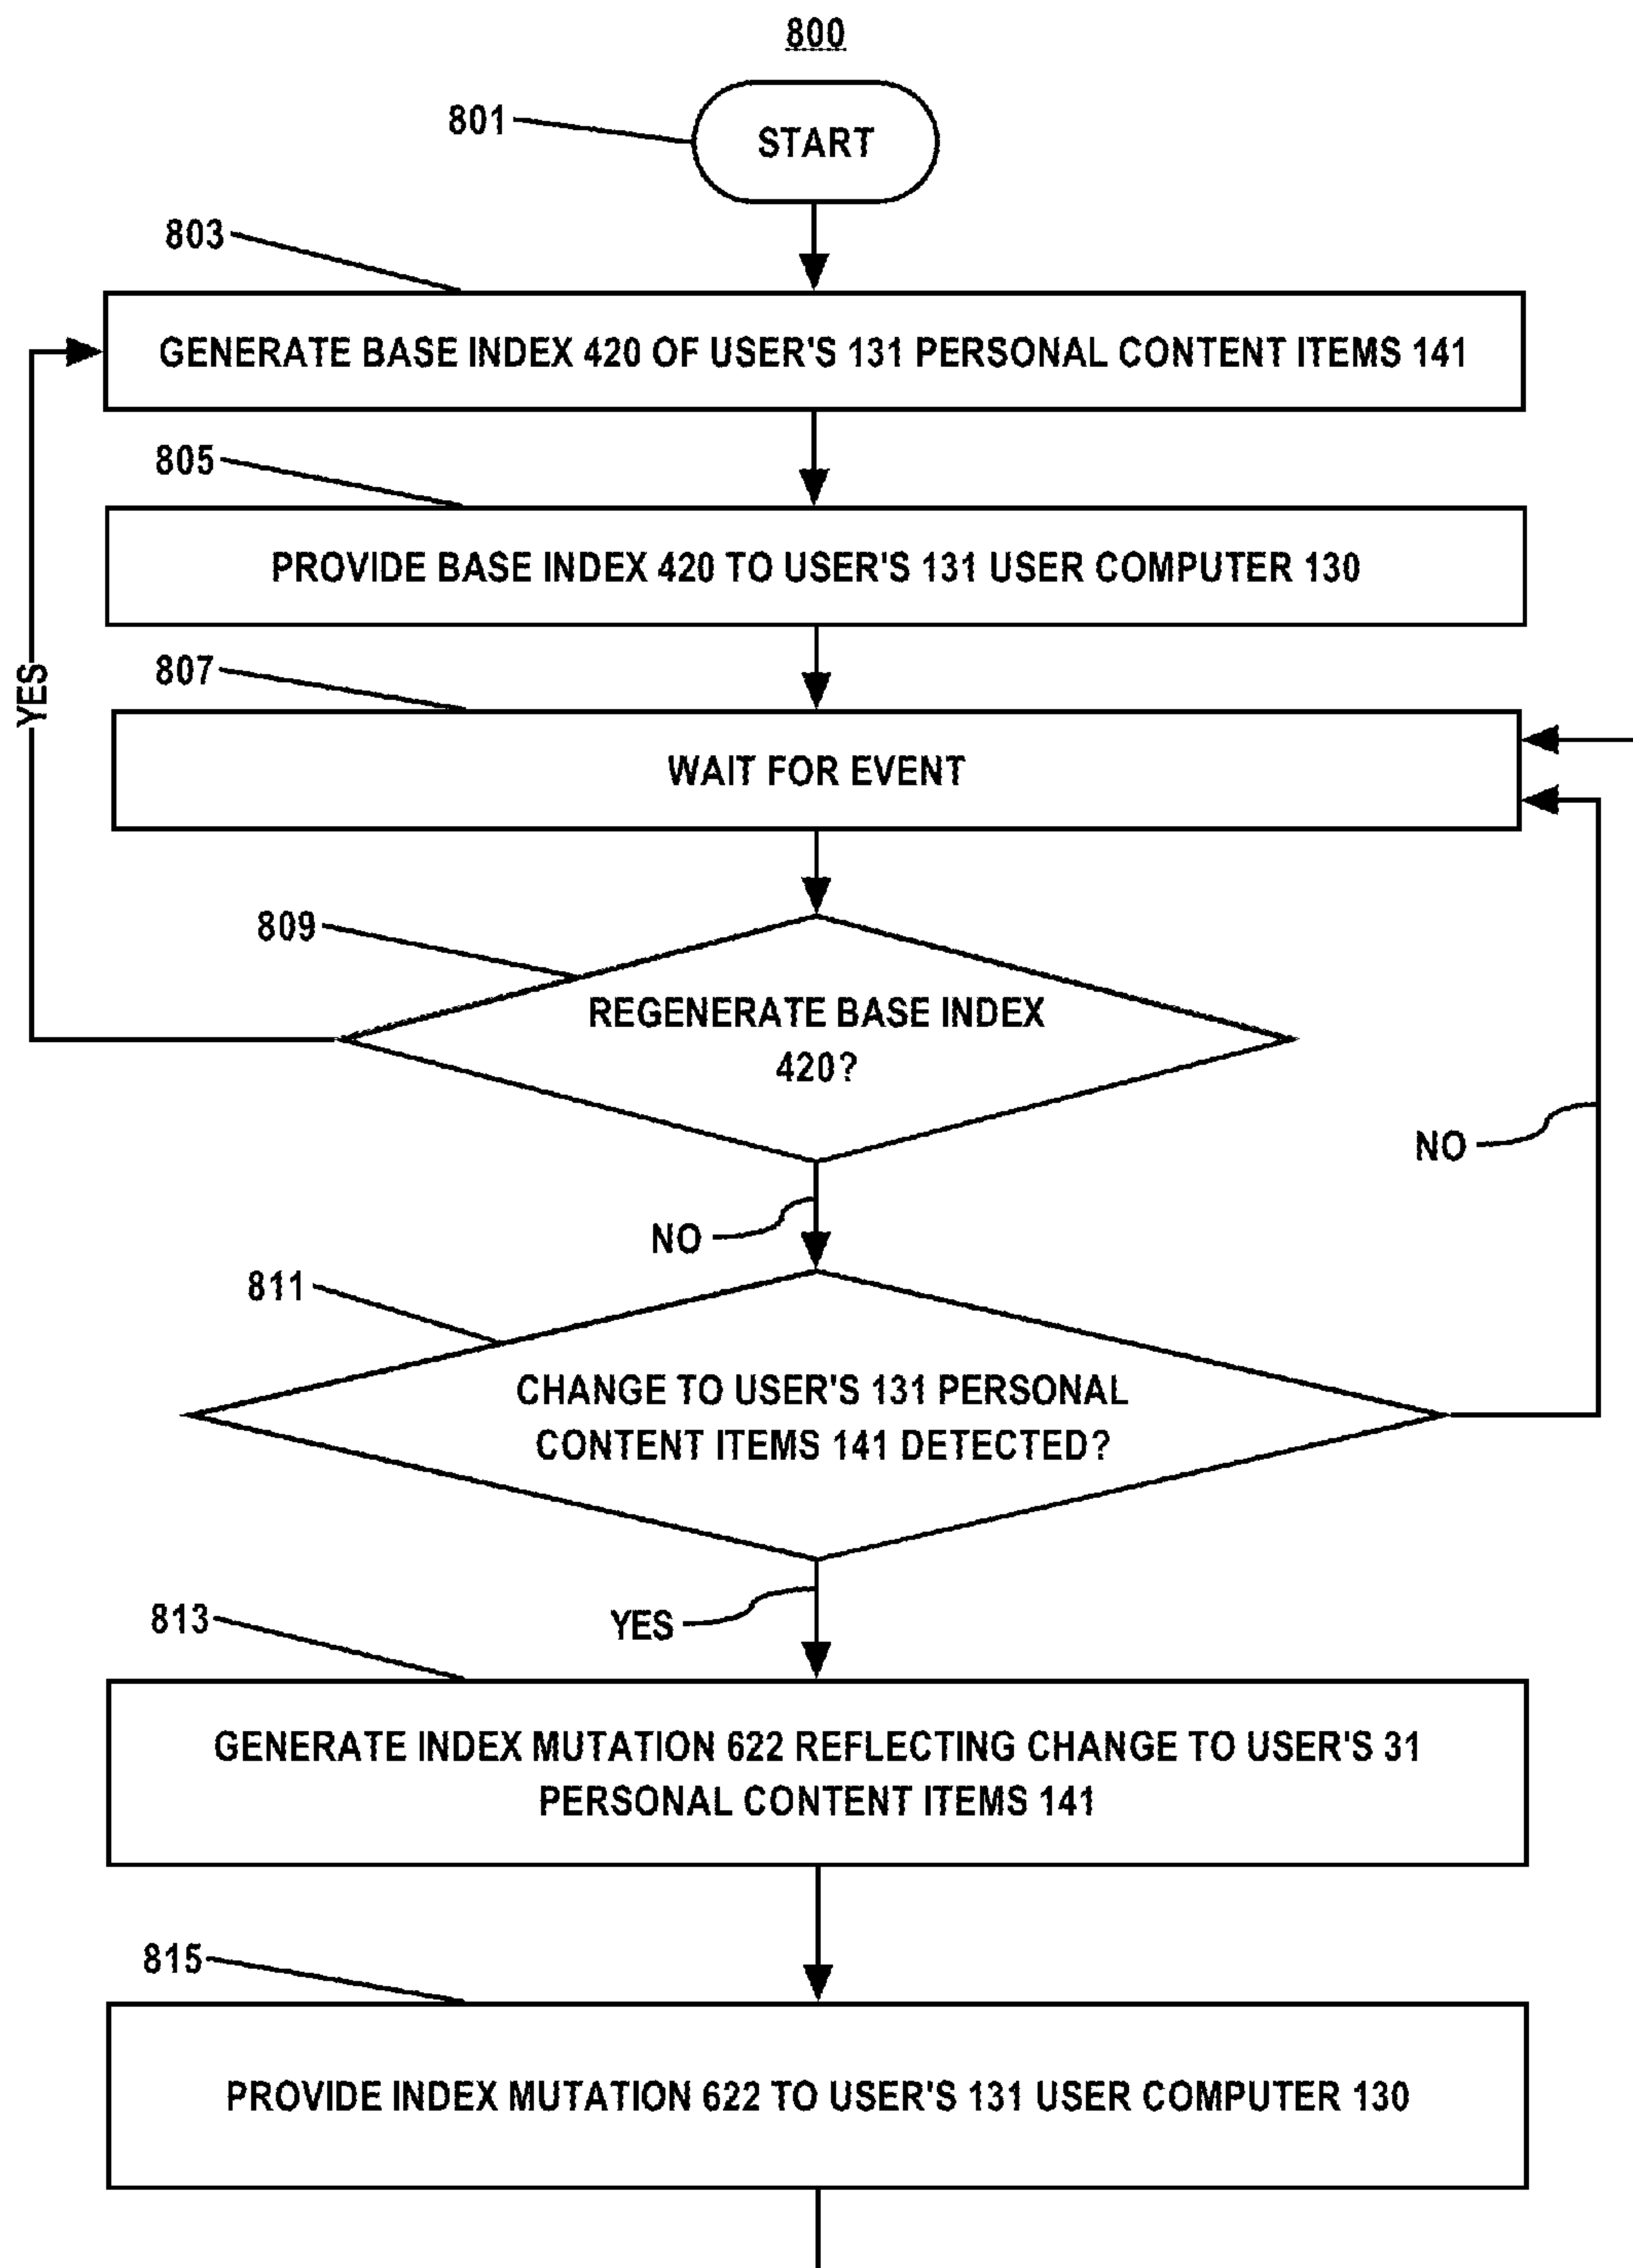 800
801
START
803
GENERATE BASE INDEX 420 OF USER'S 131 PERSONAL CONTENT ITEMS 141
805
PROVIDE BASE INDEX 420 TO USER'S 131 USER COMPUTER 130
YES
807
WAIT FOR EVENT
809
REGENERATE BASE INDEX
420?
NO
NO
811
CHANGE TO USER'S 131 PERSONAL
CONTENT ITEMS 141 DETECTED?
YES
813
GENERATE INDEX MUTATION 622 REFLECTING CHANGE TO USER'S 31
PERSONAL CONTENT ITEMS 141
815
PROVIDE INDEX MUTATION 622 TO USER'S 131 USER COMPUTER 130